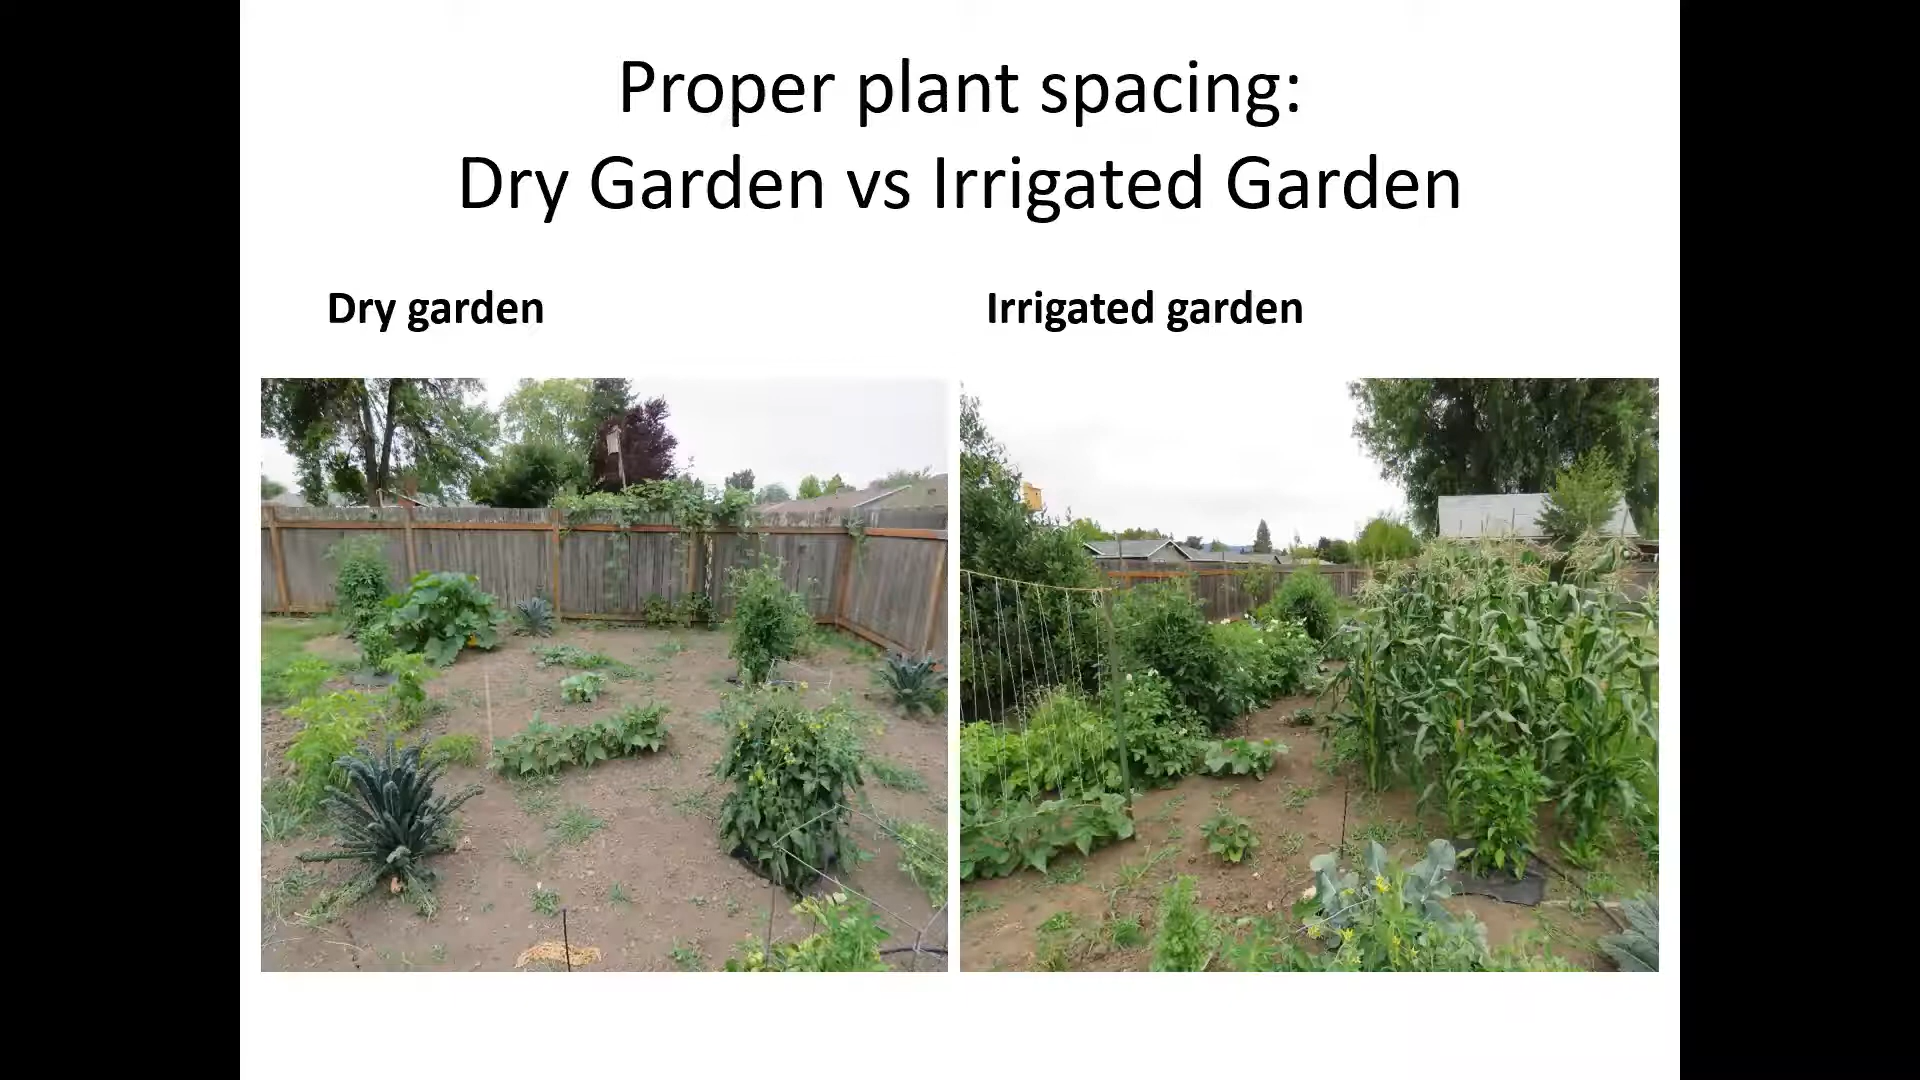 Proper plant spacing:
Dry Garden vs Irrigated Garden
Dry garden
Irrigated garden